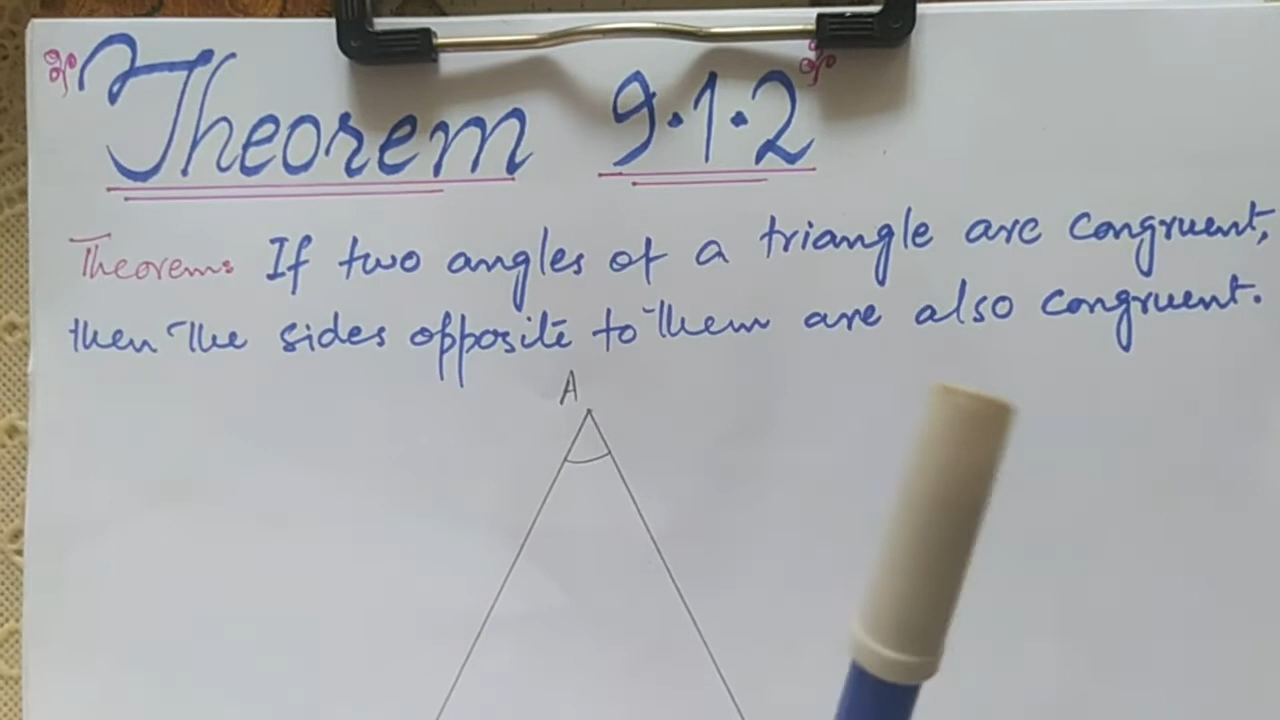 Theorem 9.1.2
Theorem: If two angles of a triangle are congruent,
then the sides opposite to them are also congruent.
A